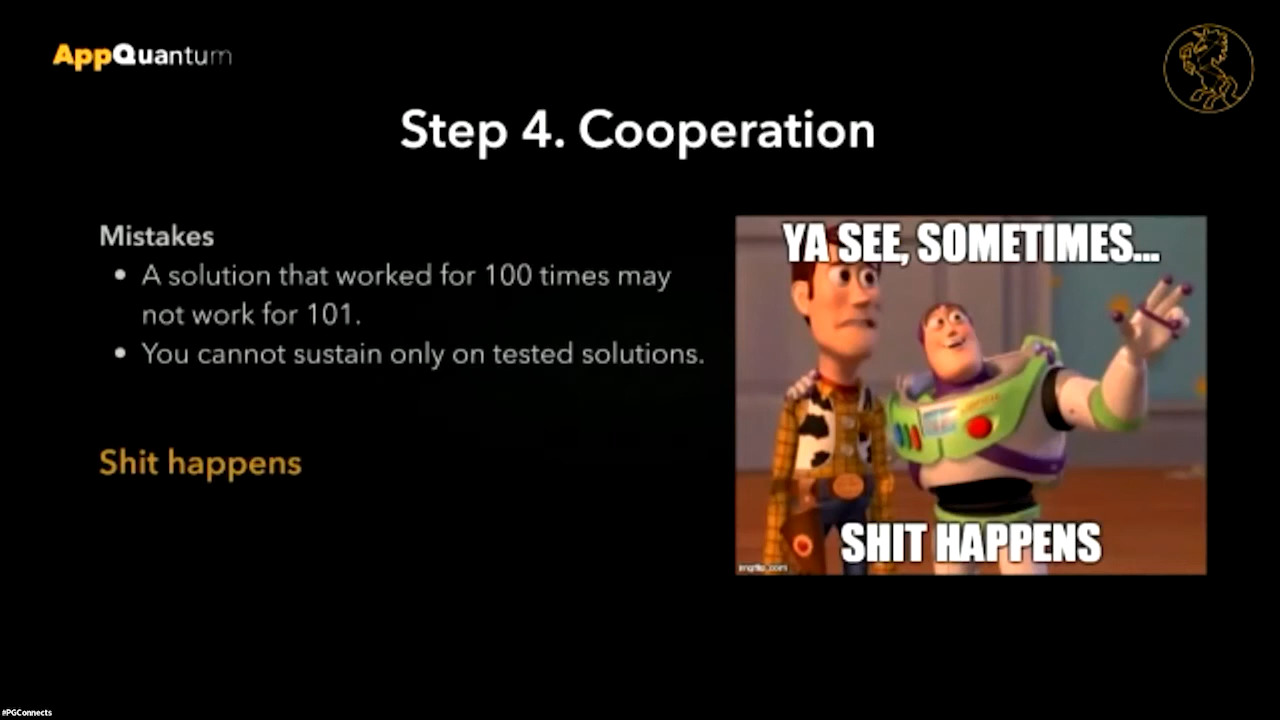 AppQuantum
Step 4. Cooperation
Mistakes
• A solution that worked for 100 times may
not work for 101.
• You cannot sustain only on tested solutions.
Shit happens
YA SEE, SOMETIMES...
SHIT HAPPENS
imgflip.com
#PGConnects